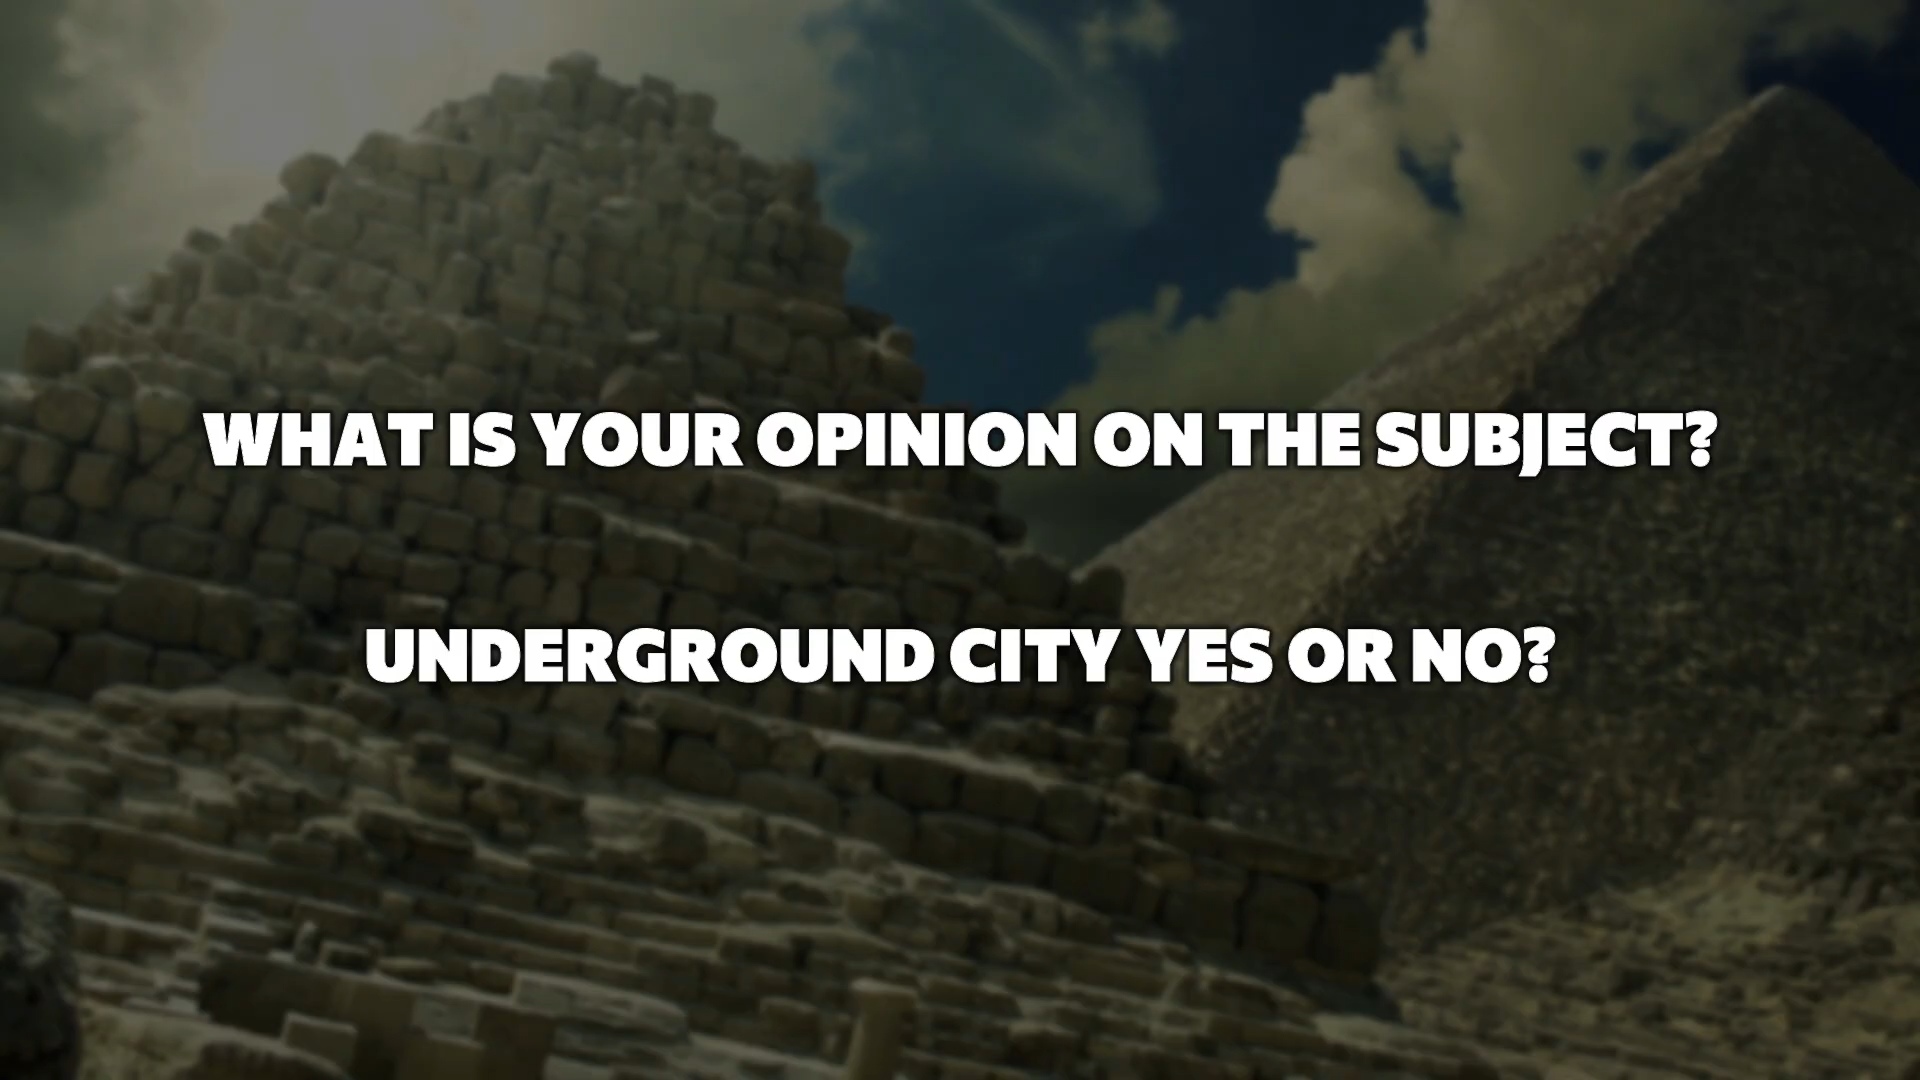 WHAT IS YOUR OPINION ON THE SUBJECT?
UNDERGROUND CITY YES OR NO?